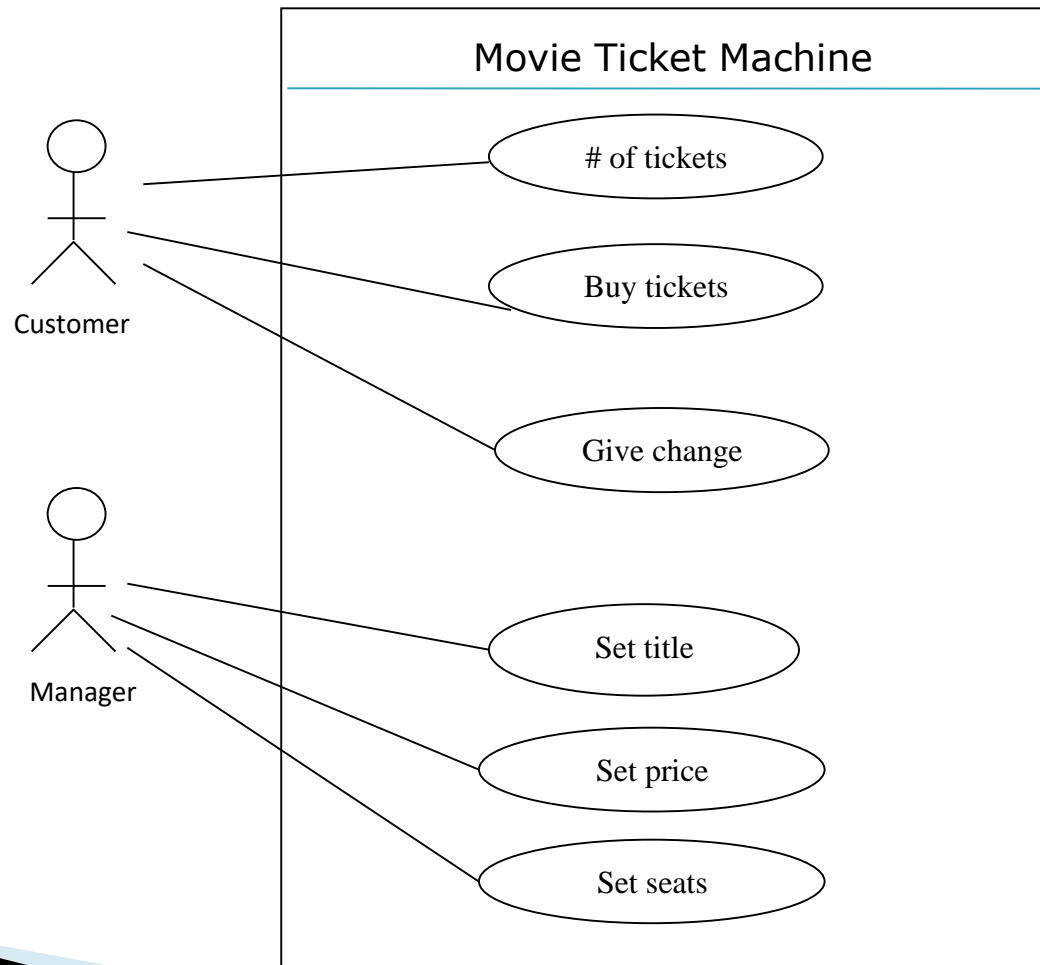 Movie Ticket Machine
# of tickets
Buy tickets
Customer
Give change
Set title
Manager
Set price
Set seats